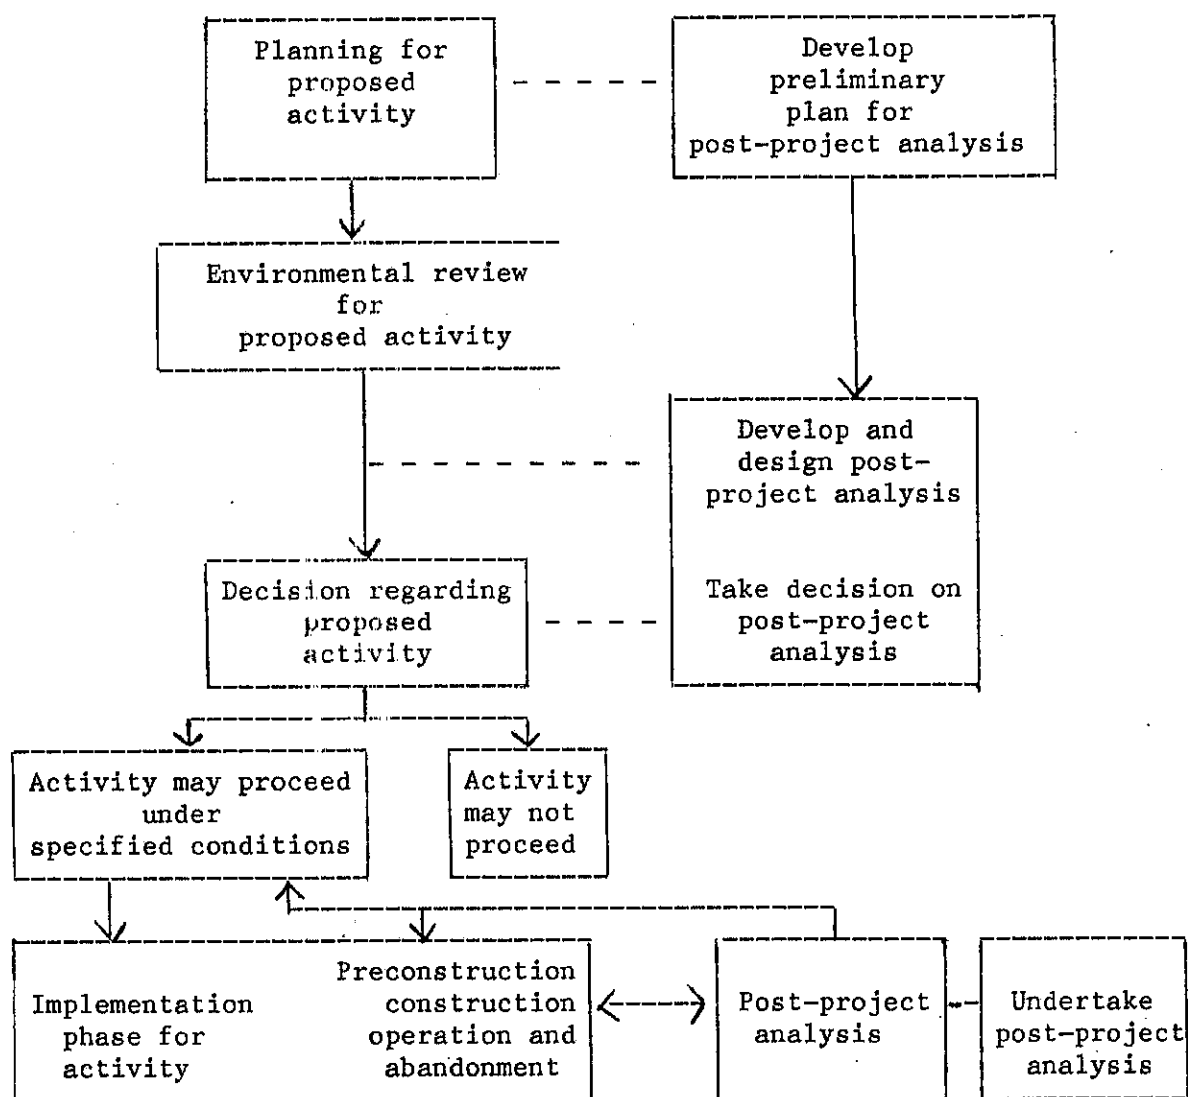 Planning for
proposed
activity
Develop
preliminary
plan for
post-project analysis
Environmental review
for
proposed activity
Develop and
design post-
project analysis
Decision regarding
proposed
activity
Take decision on
post-project
analysis
Activity may proceed
under
specified conditions
Activity
may not
proceed
Implementation
phase for
activity
Preconstruction
construction
operation and
abandonment
Post-project
analysis
Undertake
post-project
analysis